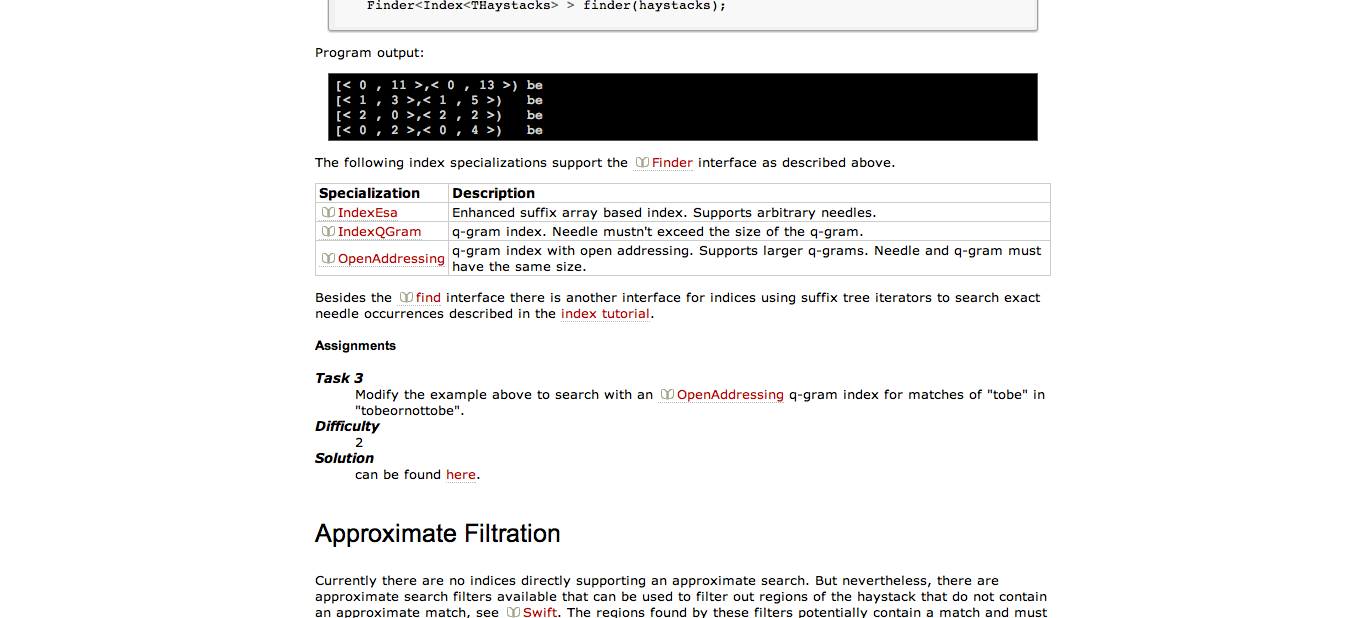 Finder<Index<THaystacks> > finder(haystacks);
Program output:
[< 0 , 11 >,< 0 , 13 >) be
[< 1 , 3 >,< 1 , 5 >)   be
[< 2 , 0 >,< 2 , 2 >)   be
[< 0 , 2 >,< 0 , 4 >)   be
The following index specializations support the Finder interface as described above.
Specialization Description
IndexEsa Enhanced suffix array based index. Supports arbitrary needles.
IndexQGram q-gram index. Needle mustn't exceed the size of the q-gram.
OpenAddressing q-gram index with open addressing. Supports larger q-grams. Needle and q-gram must
have the same size.
Besides the find interface there is another interface for indices using suffix tree iterators to search exact
needle occurrences described in the index tutorial.
Assignments
Task 3
Modify the example above to search with an OpenAddressing q-gram index for matches of "tobe" in
"tobeornottobe".
Difficulty
2
Solution
can be found here.
Approximate Filtration
Currently there are no indices directly supporting an approximate search. But nevertheless, there are
approximate search filters available that can be used to filter out regions of the haystack that do not contain
an approximate match, see Swift. The regions found by these filters potentially contain a match and must